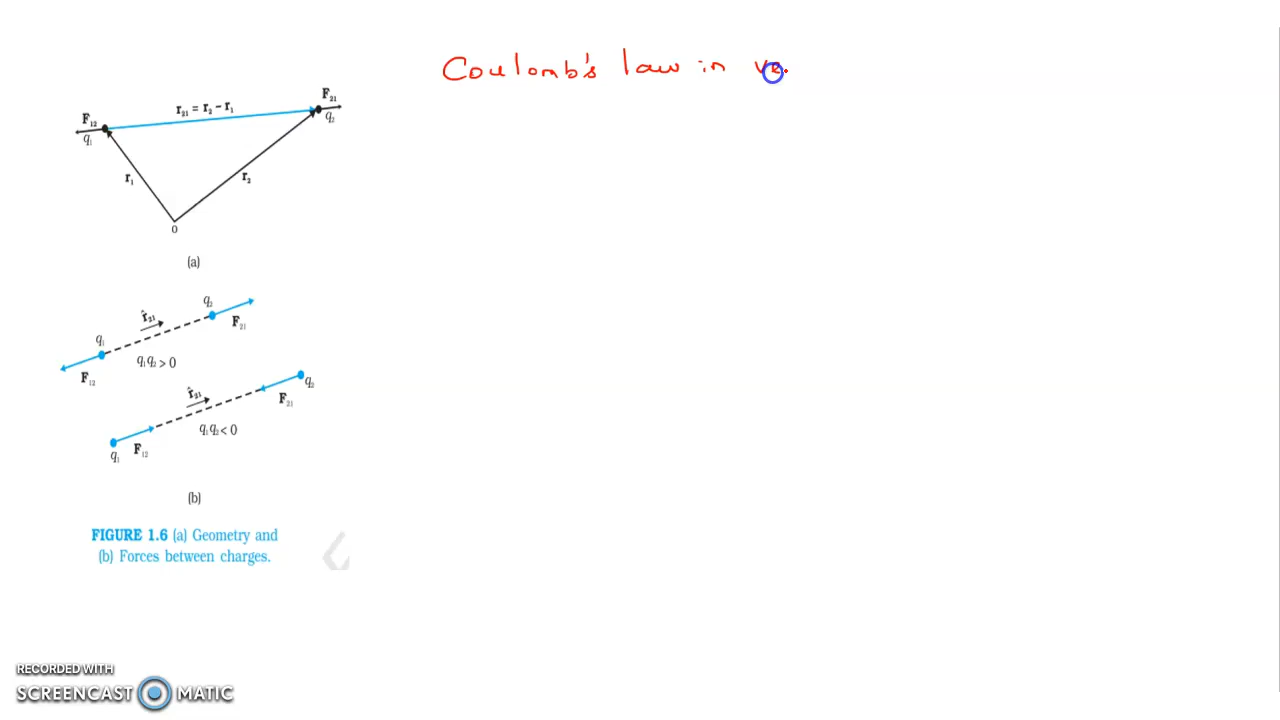 Coulomb's law in ve
F21
r21 = r2 − r1
F12
q2
q1
r1
r2
O
(a)
q2
r̂21
F21
q1
q1q2 > 0
F12
q2
r̂21
F21
q1q2 < 0
F12
q1
(b)
FIGURE 1.6 (a) Geometry and
(b) Forces between charges.
RECORDED WITH
SCREENCAST MATIC